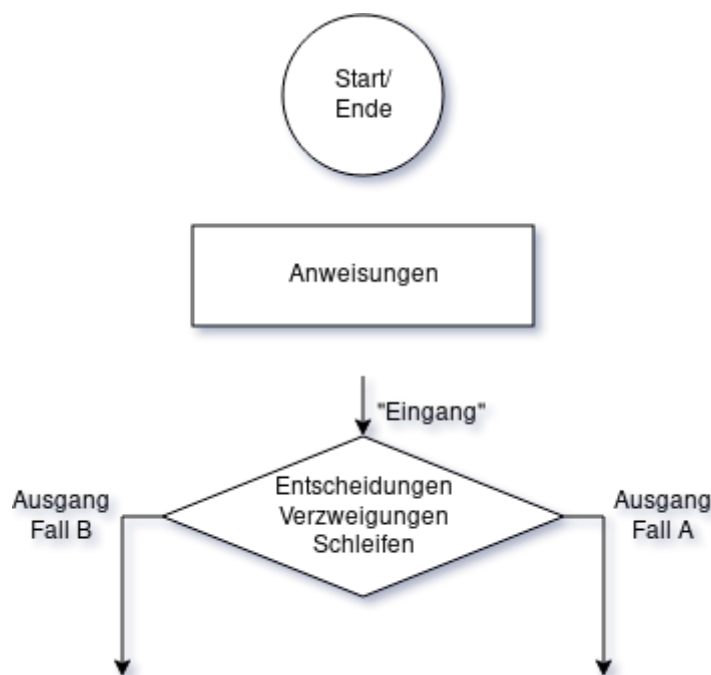 Start/
Ende
Anweisungen
"Eingang"
Entscheidungen
Verzweigungen
Schleifen
Ausgang
Fall B
Ausgang
Fall A